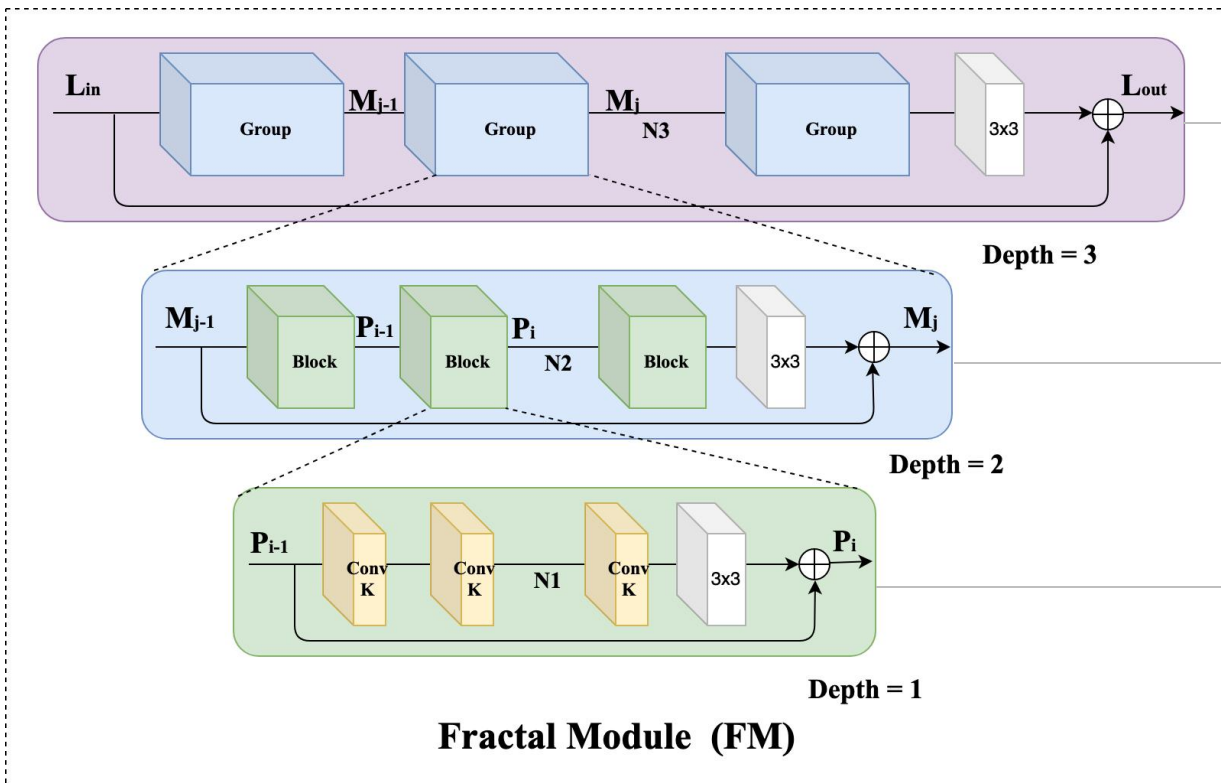 Lin
Mj-1
Mj
Lout
Group
Group
N3
Group
3x3
Depth = 3
Mj-1
Pi-1
Pi
Mj
Block
Block
N2
Block
3x3
Depth = 2
Pi-1
Pi
Conv
K
Conv
K
N1
Conv
K
3x3
Depth = 1
Fractal Module (FM)